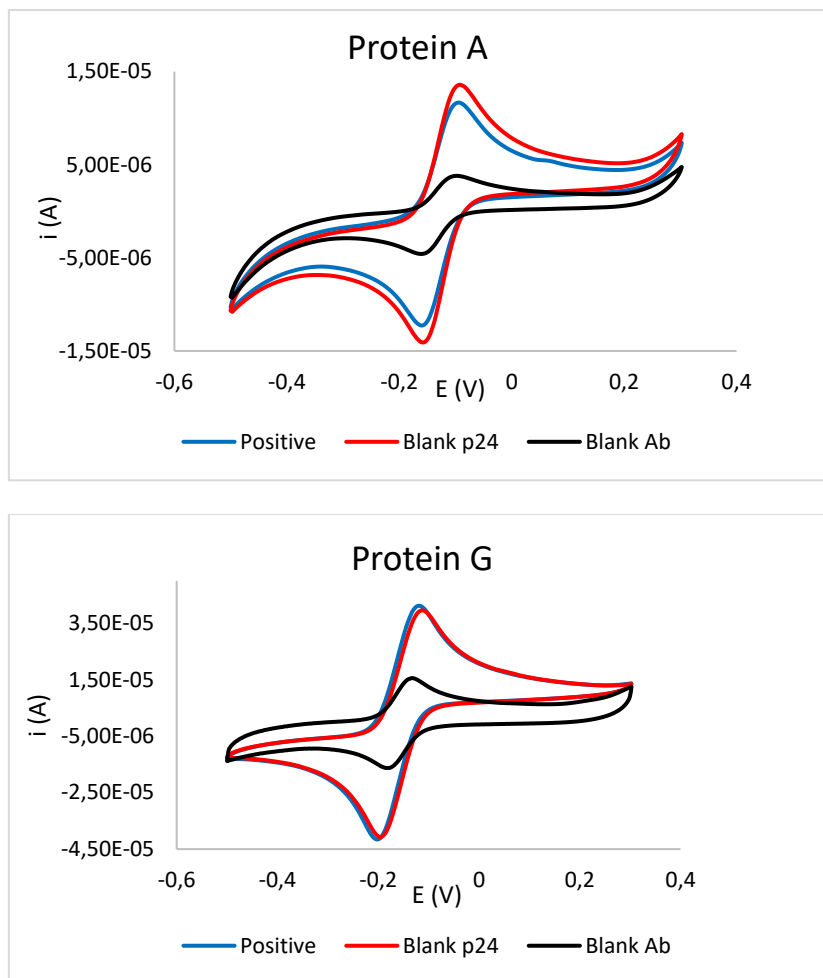 Protein A
1,50E-05
5,00E-06
i (A)
-5,00E-06
-1,50E-05
-0,6 -0,4 -0,2 0 0,2 0,4
E (V)
Positive Blank p24 Blank Ab
Protein G
3,50E-05
1,50E-05
i (A)
-5,00E-06
-2,50E-05
-4,50E-05
-0,6 -0,4 -0,2 0 0,2 0,4
E (V)
Positive Blank p24 Blank Ab